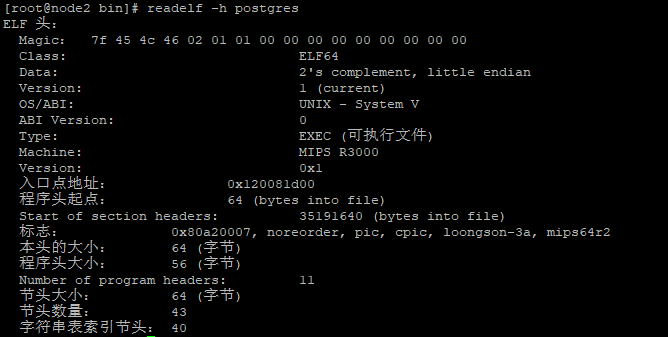 [root@node2 bin]# readelf -h postgres
ELF 头：
Magic: 7f 45 4c 46 02 01 01 00 00 00 00 00 00 00 00 00
Class: ELF64
Data: 2's complement, little endian
Version: 1 (current)
OS/ABI: UNIX - System V
ABI Version: 0
Type: EXEC (可执行文件)
Machine: MIPS R3000
Version: 0x1
入口点地址： 0x120081d00
程序头起点： 64 (bytes into file)
Start of section headers: 35191640 (bytes into file)
标志： 0x80a20007, noreorder, pic, cpic, loongson-3a, mips64r2
本头的大小： 64 (字节)
程序头大小： 56 (字节)
Number of program headers: 11
节头大小： 64 (字节)
节头数量： 43
字符串表索引节头： 40